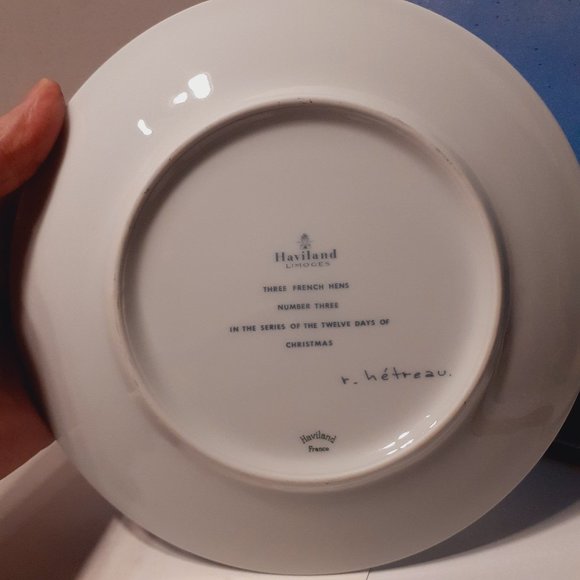 Haviland
LIMOGES
THREE FRENCH HENS
NUMBER THREE
IN THE SERIES OF THE TWELVE DAYS OF
CHRISTMAS
r. hétreau.
Haviland
France